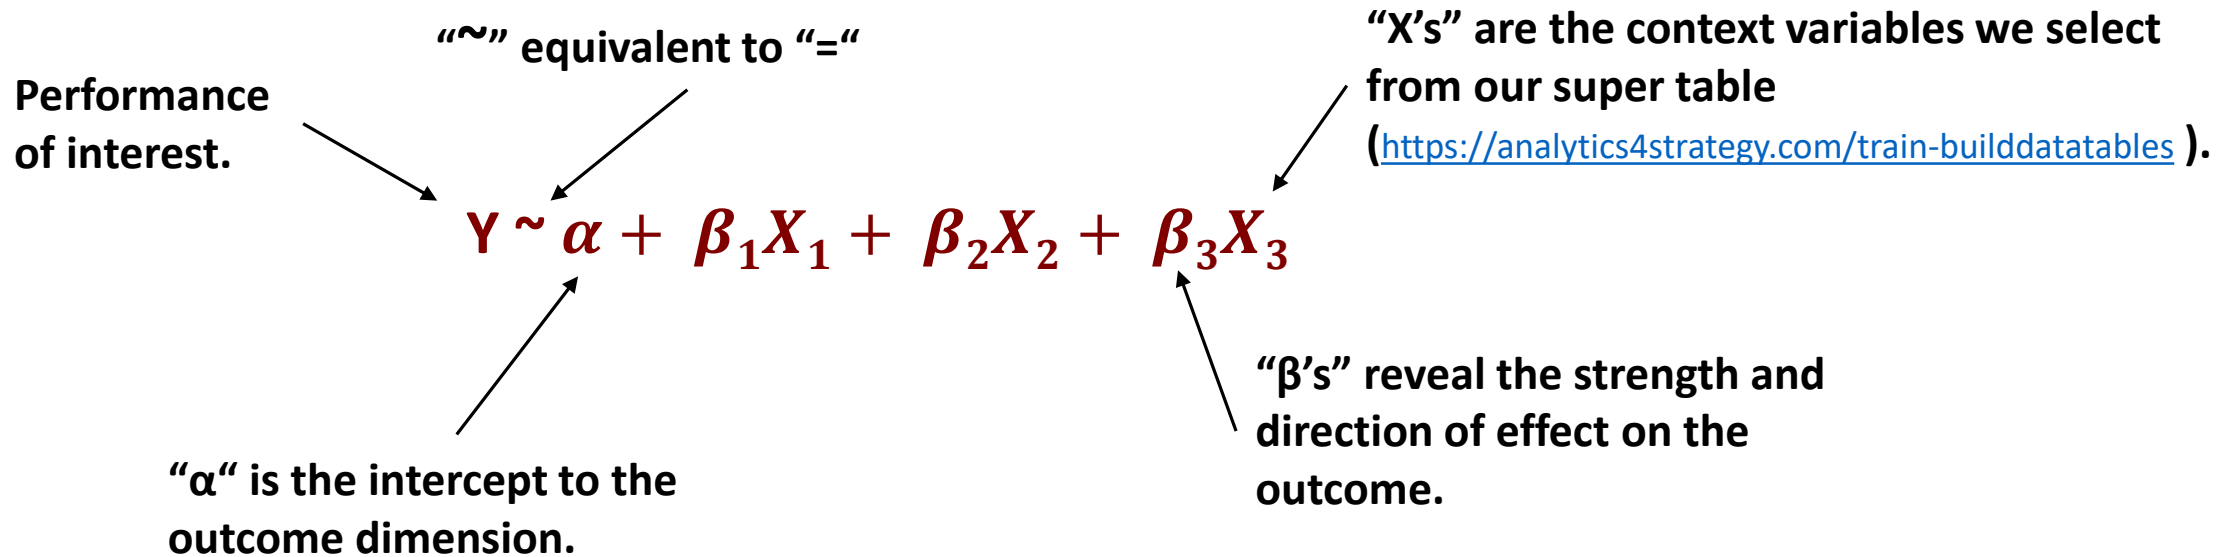 “~” equivalent to “=“
Performance
of interest.
“X’s” are the context variables we select
from our super table
(https://analytics4strategy.com/train-builddatatables ).
Y ~ α + β₁X₁ + β₂X₂ + β₃X₃
“α“ is the intercept to the
outcome dimension.
“β’s” reveal the strength and
direction of effect on the
outcome.